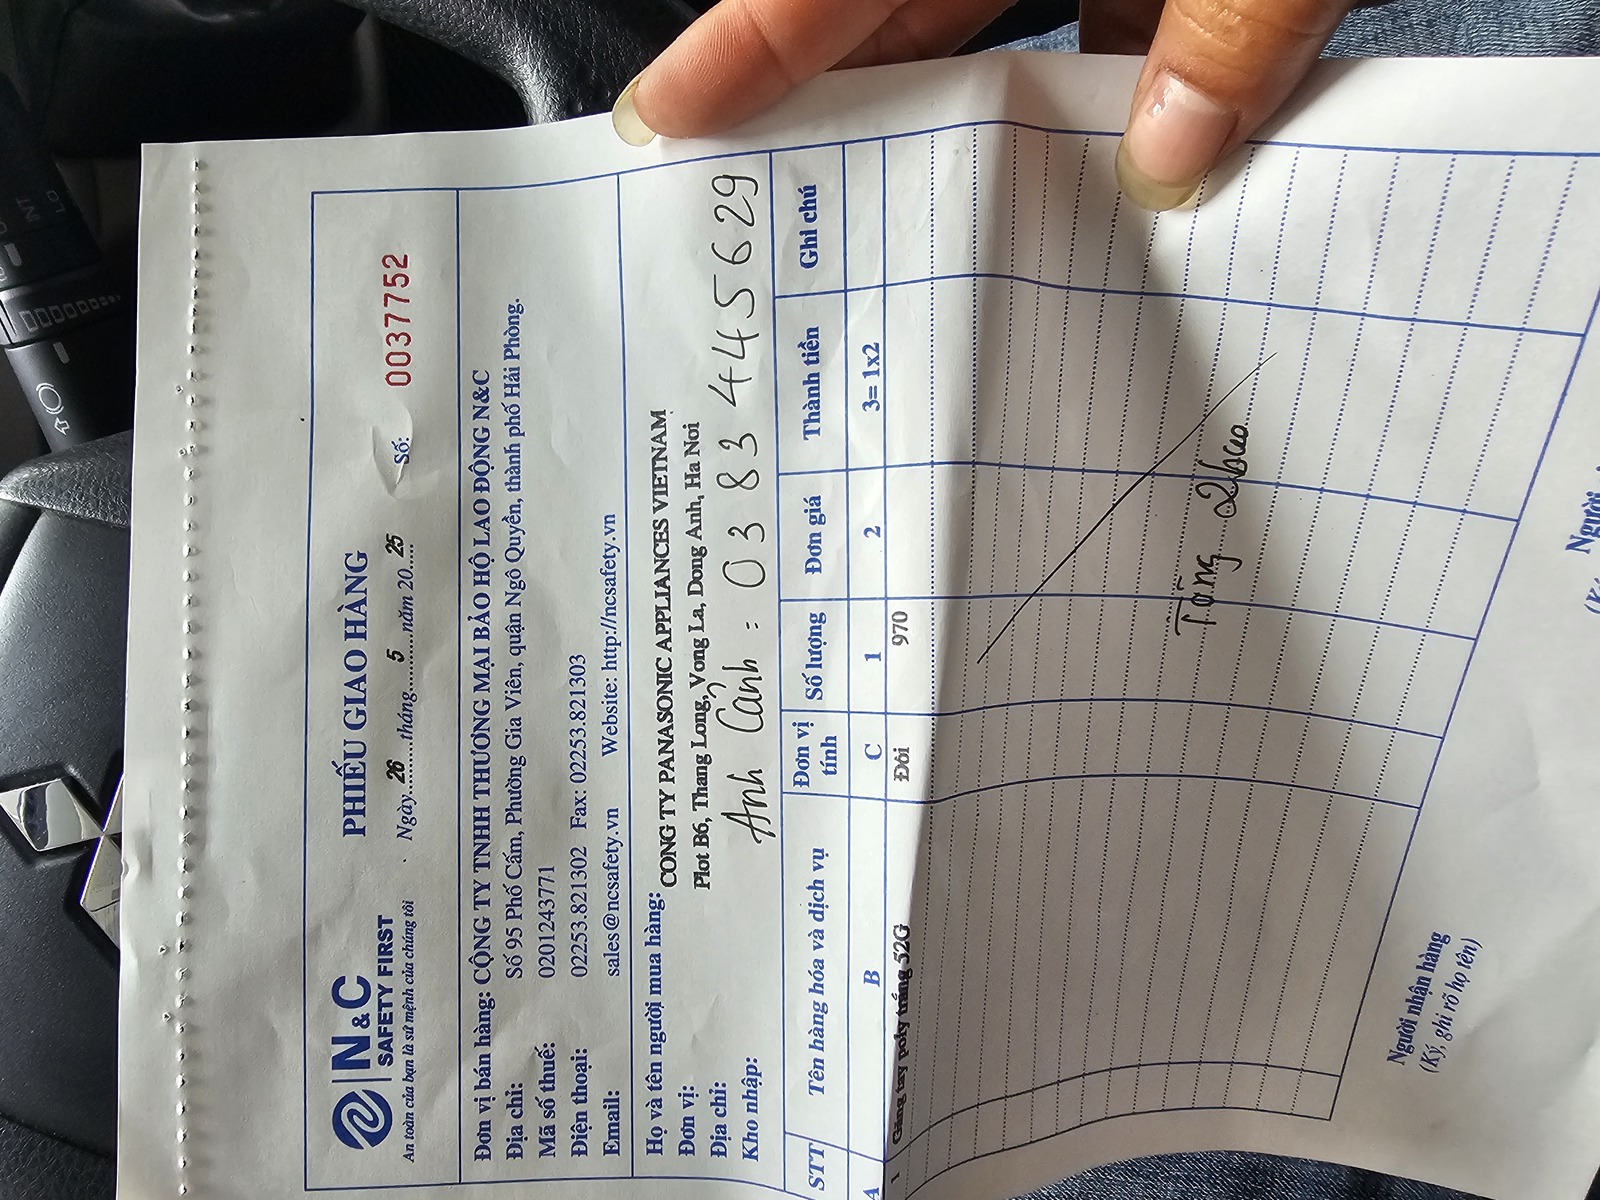 N&C
SAFETY FIRST
An toàn của bạn là sứ mệnh của chúng tôi
PHIẾU GIAO HÀNG
Ngày..26....tháng....5......năm 20...25
Số: 0037752
Đơn vị bán hàng: CỘNG TY TNHH THƯƠNG MẠI BẢO HỘ LAO ĐỘNG N&C
Địa chỉ: Số 95 Phố Cấm, Phường Gia Viên, quận Ngô Quyền, thành phố Hải Phòng.
Mã số thuế: 0201243771
Điện thoại: 02253.821302 Fax: 02253.821303
Email: sales@ncsafety.vn Website: http://ncsafety.vn
Họ và tên người mua hàng:
Đơn vị: CONG TY PANASONIC APPLIANCES VIETNAM
Địa chỉ: Plot B6, Thang Long, Vong La, Dong Anh, Ha Noi
Kho nhập: Anh Cảnh: 0383445629
STT Tên hàng hóa và dịch vụ Đơn vị tính Số lượng Đơn giá Thành tiền Ghi chú
A B C 1 2 3= 1x2
1 Găng tay poly trắng 52G Đôi 970
Tổng 2
Người nhận hàng
(Ký, ghi rõ họ tên)
Người